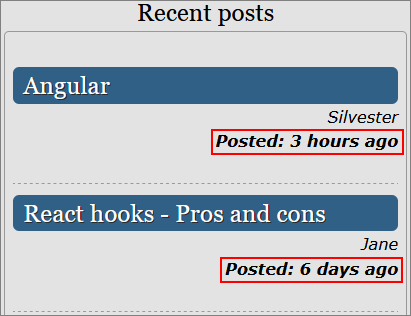 Recent posts
Angular
Silvester
Posted: 3 hours ago
React hooks - Pros and cons
Jane
Posted: 6 days ago